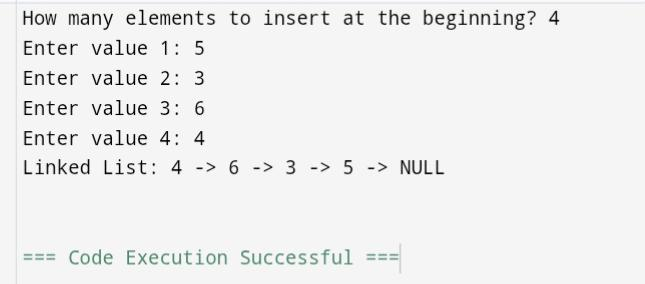 How many elements to insert at the beginning? 4
Enter value 1: 5
Enter value 2: 3
Enter value 3: 6
Enter value 4: 4
Linked List: 4 -> 6 -> 3 -> 5 -> NULL
=== Code Execution Successful ===